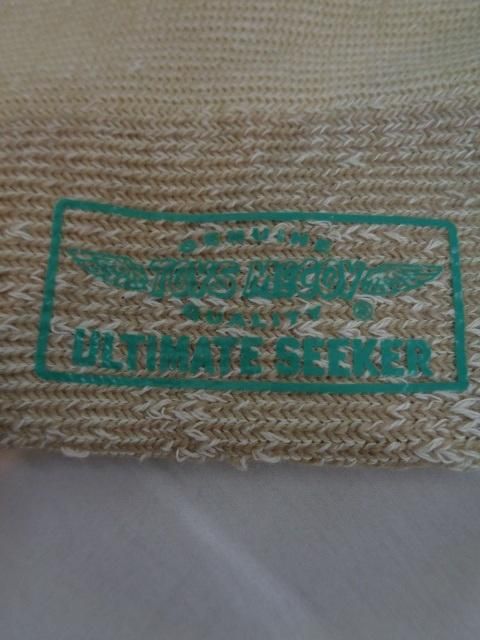 GENUINE
TOYS McCOY
QUALITY ®
ULTIMATE SEEKER